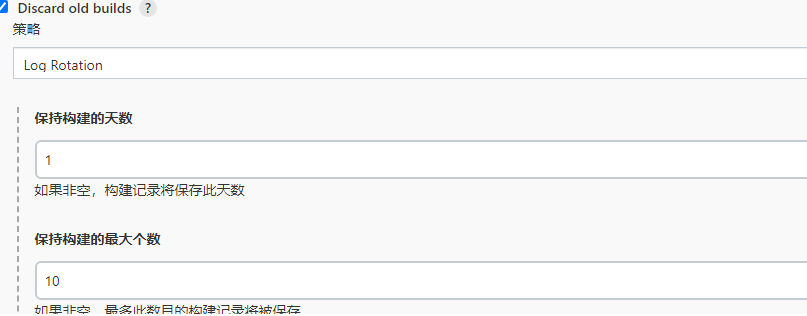 Discard old builds ?
策略
Log Rotation
保持构建的天数
1
如果非空，构建记录将保存此天数
保持构建的最大个数
10
如果非空，最多此数目的构建记录将被保存